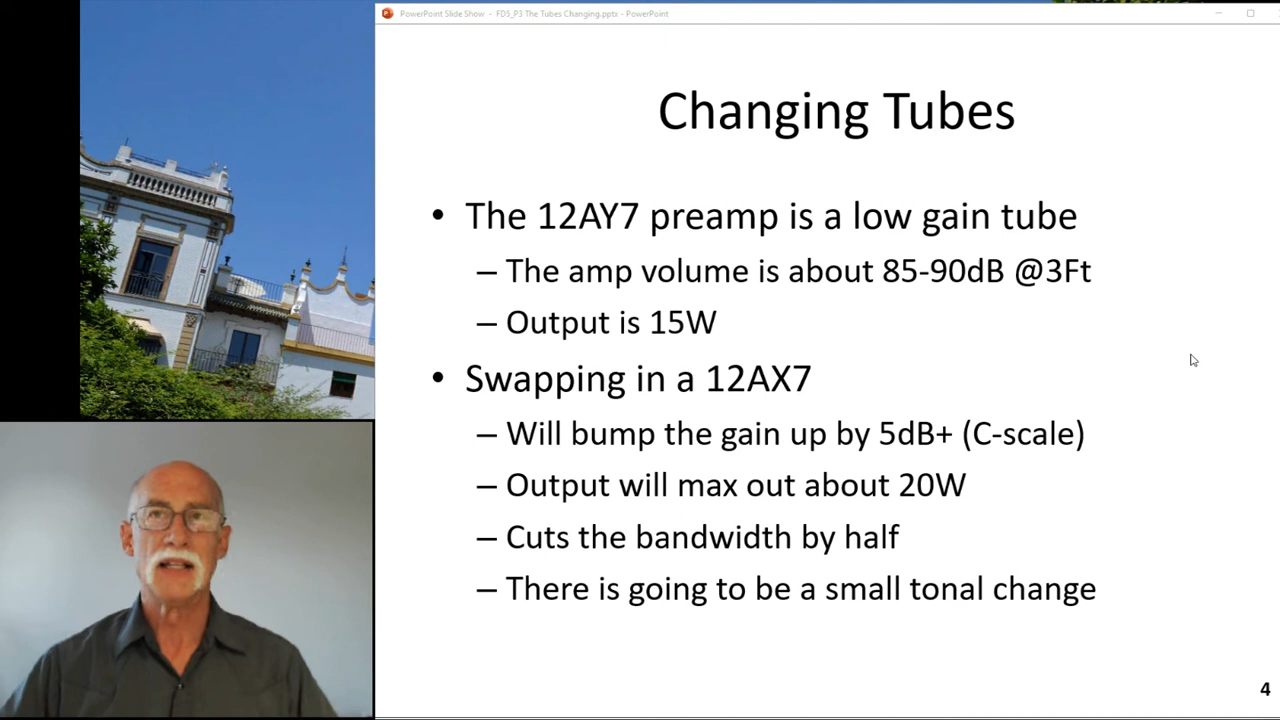 PowerPoint Slide Show - FD5_P3 The Tubes Changing.pptx - PowerPoint
Changing Tubes
• The 12AY7 preamp is a low gain tube
– The amp volume is about 85-90dB @3Ft
– Output is 15W
• Swapping in a 12AX7
– Will bump the gain up by 5dB+ (C-scale)
– Output will max out about 20W
– Cuts the bandwidth by half
– There is going to be a small tonal change
4